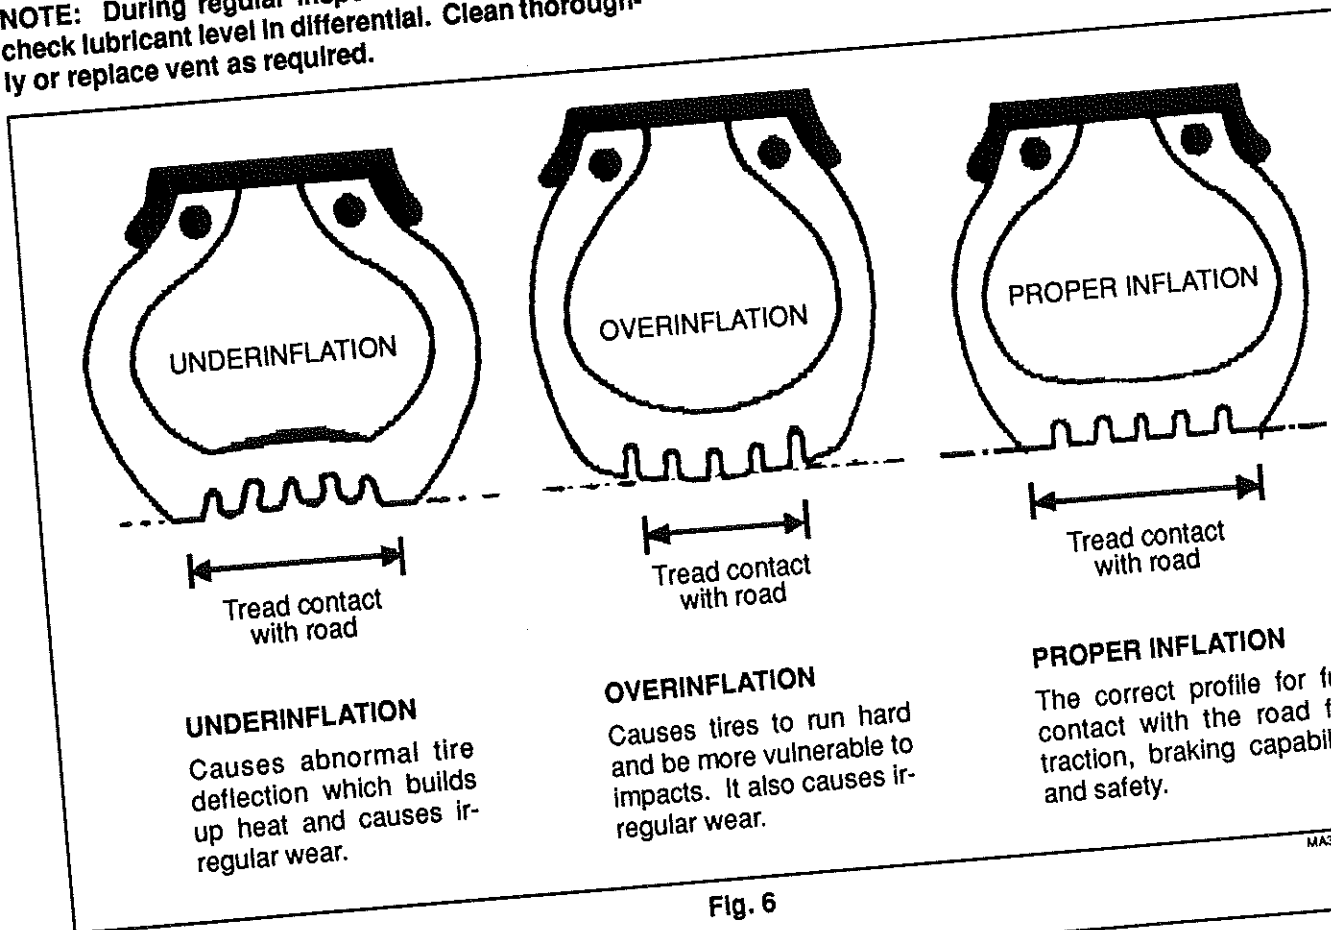 NOTE: During regular
check lubricant level in differential. Clean thorough-
ly or replace vent as required.
UNDERINFLATION
OVERINFLATION
PROPER INFLATION
Tread contact
with road
Tread contact
with road
Tread contact
with road
UNDERINFLATION
Causes abnormal tire
deflection which builds
up heat and causes ir-
regular wear.
OVERINFLATION
Causes tires to run hard
and be more vulnerable to
impacts. It also causes ir-
regular wear.
PROPER INFLATION
The correct profile for
contact with the road
traction, braking
and safety.
Fig. 6